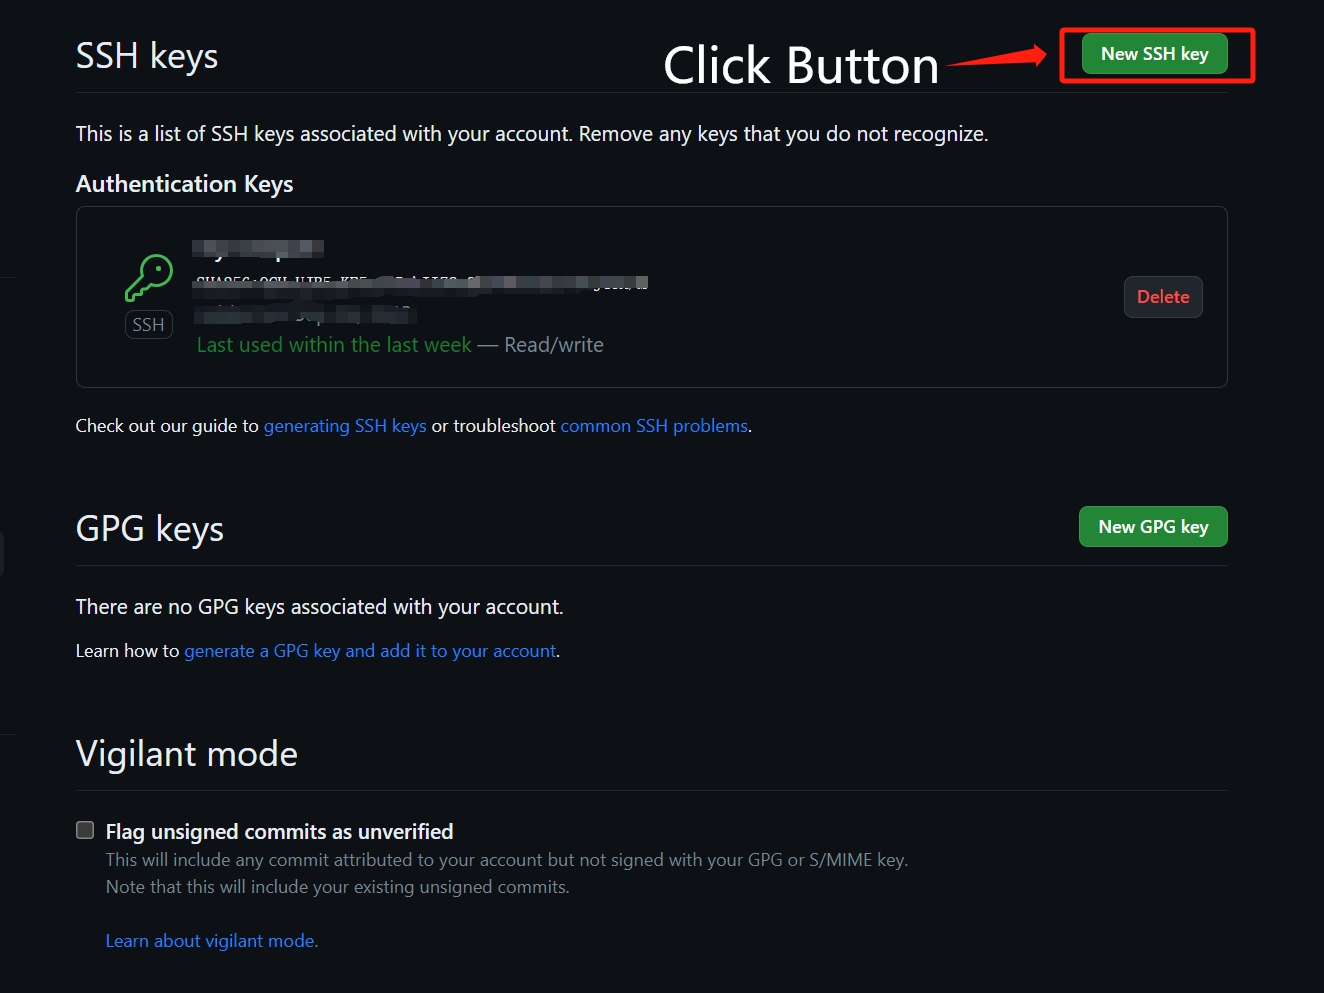 SSH keys
Click Button
New SSH key
This is a list of SSH keys associated with your account. Remove any keys that you do not recognize.
Authentication Keys
SSH
Last used within the last week — Read/write
Delete
Check out our guide to generating SSH keys or troubleshoot common SSH problems.
GPG keys
New GPG key
There are no GPG keys associated with your account.
Learn how to generate a GPG key and add it to your account.
Vigilant mode
Flag unsigned commits as unverified
This will include any commit attributed to your account but not signed with your GPG or S/MIME key.
Note that this will include your existing unsigned commits.
Learn about vigilant mode.